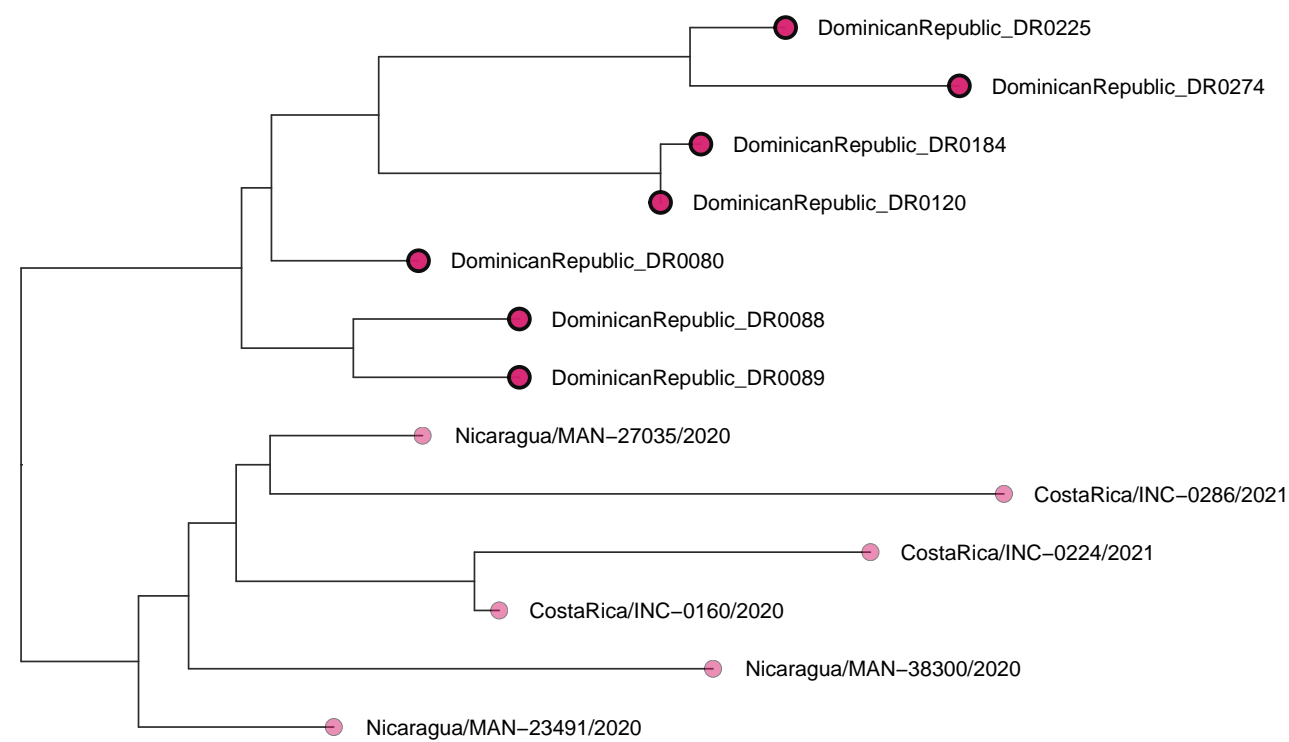 DominicanRepublic_DR0225
DominicanRepublic_DR0274
DominicanRepublic_DR0184
DominicanRepublic_DR0120
DominicanRepublic_DR0080
DominicanRepublic_DR0088
DominicanRepublic_DR0089
Nicaragua/MAN−27035/2020
CostaRica/INC−0286/2021
CostaRica/INC−0224/2021
CostaRica/INC−0160/2020
Nicaragua/MAN−38300/2020
Nicaragua/MAN−23491/2020